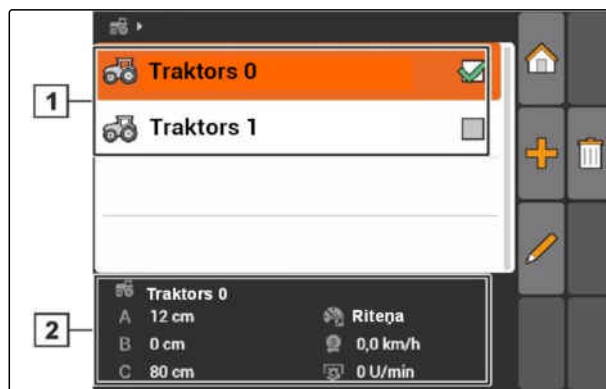 1
Traktors 0
Traktors 1
2
Traktors 0
A 12 cm Riteņa
B 0 cm 0,0 km/h
C 80 cm 0 U/min